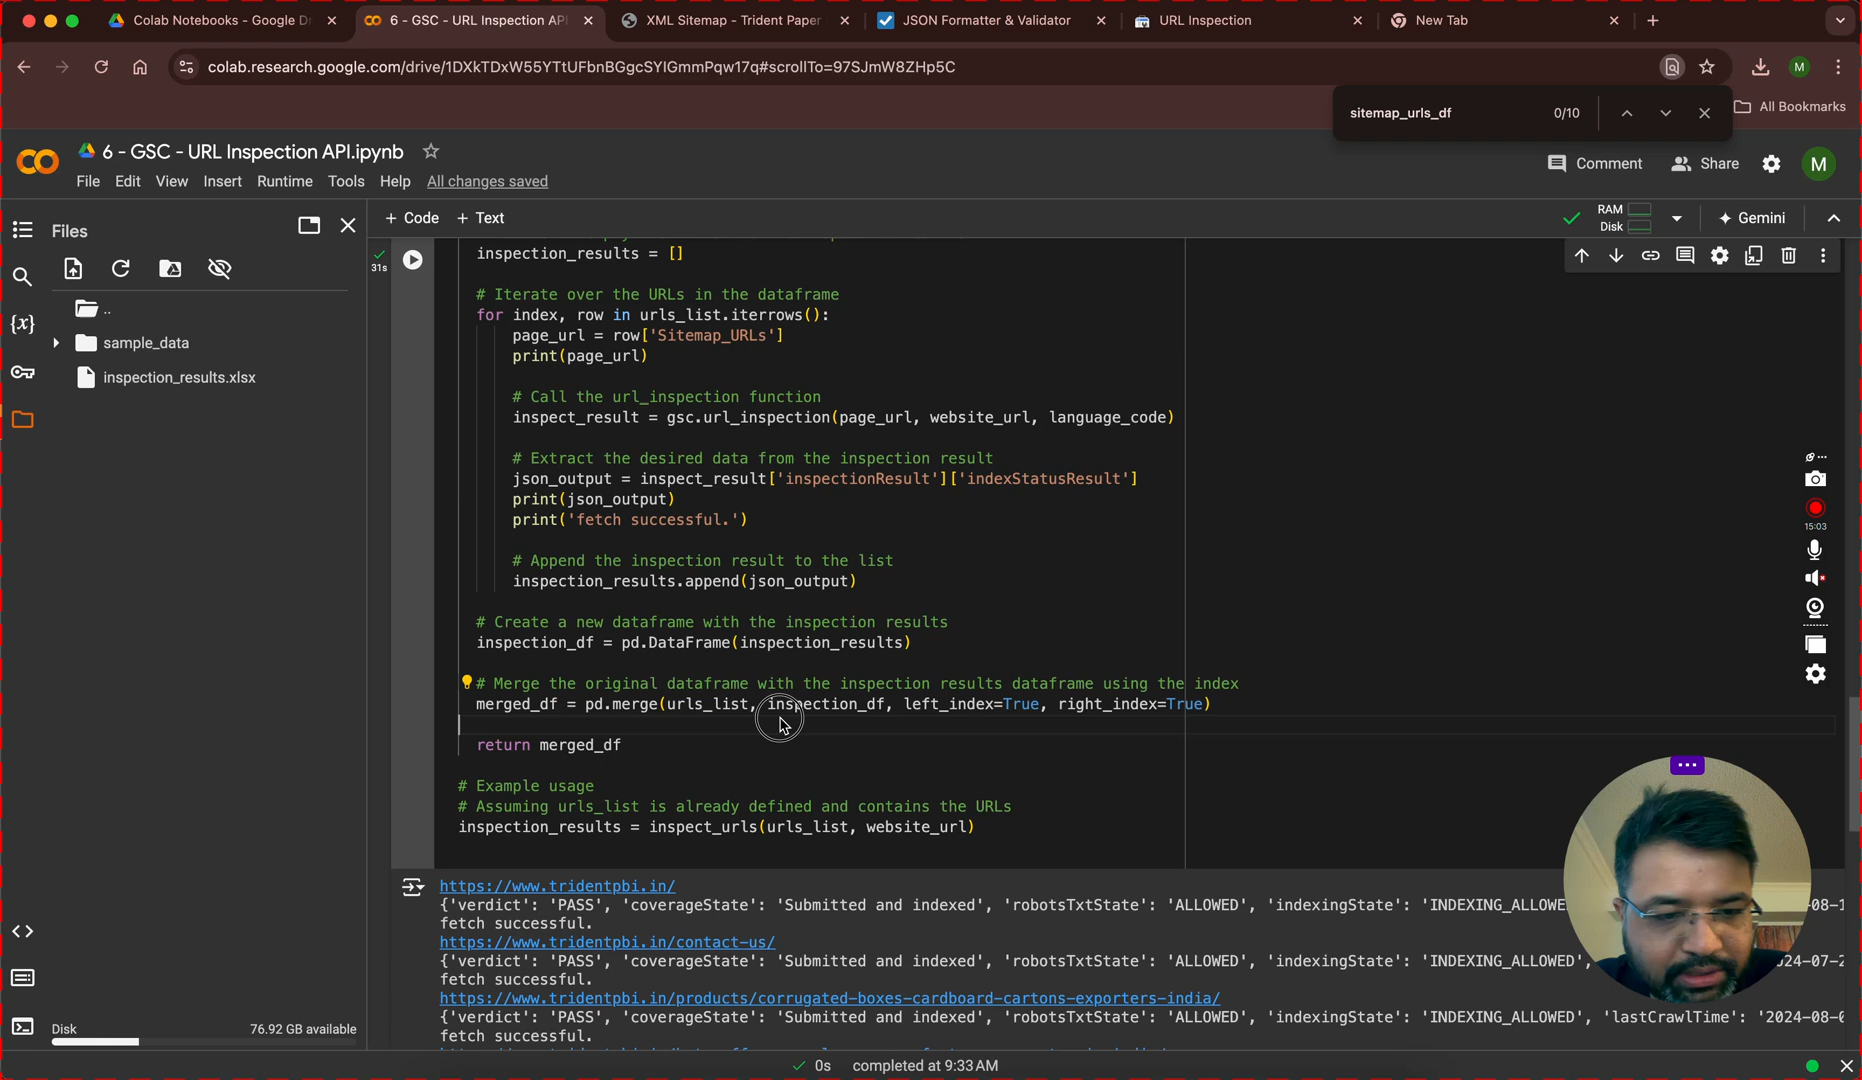 Colab Notebooks - Google Dr
6 - GSC - URL Inspection API
XML Sitemap - Trident Paper
JSON Formatter & Validator
URL Inspection
New Tab
colab.research.google.com/drive/1DXkTDxW55YTtUFbnBGgcSYIGmmPqw17q#scrollTo=97SJmW8ZHp5C
M
All Bookmarks
sitemap_urls_df 0/10
6 - GSC - URL Inspection API.ipynb
File Edit View Insert Runtime Tools Help All changes saved
Comment Share M
Files
+ Code + Text
RAM
Disk
Gemini
..
sample_data
inspection_results.xlsx
31s
inspection_results = []
# Iterate over the URLs in the dataframe
for index, row in urls_list.iterrows():
page_url = row['Sitemap_URLs']
print(page_url)
# Call the url_inspection function
inspect_result = gsc.url_inspection(page_url, website_url, language_code)
# Extract the desired data from the inspection result
json_output = inspect_result['inspectionResult']['indexStatusResult']
print(json_output)
print('fetch successful.')
# Append the inspection result to the list
inspection_results.append(json_output)
# Create a new dataframe with the inspection results
inspection_df = pd.DataFrame(inspection_results)
# Merge the original dataframe with the inspection results dataframe using the index
merged_df = pd.merge(urls_list, inspection_df, left_index=True, right_index=True)
return merged_df
# Example usage
# Assuming urls_list is already defined and contains the URLs
inspection_results = inspect_urls(urls_list, website_url)
https://www.tridentpbi.in/
{'verdict': 'PASS', 'coverageState': 'Submitted and indexed', 'robotsTxtState': 'ALLOWED', 'indexingState': 'INDEXING_ALLOWE -08-1
fetch successful.
https://www.tridentpbi.in/contact-us/
{'verdict': 'PASS', 'coverageState': 'Submitted and indexed', 'robotsTxtState': 'ALLOWED', 'indexingState': 'INDEXING_ALLOWED', 024-07-2
fetch successful.
https://www.tridentpbi.in/products/corrugated-boxes-cardboard-cartons-exporters-india/
{'verdict': 'PASS', 'coverageState': 'Submitted and indexed', 'robotsTxtState': 'ALLOWED', 'indexingState': 'INDEXING_ALLOWED', 'lastCrawlTime': '2024-08-0
fetch successful.
15:03
Disk 76.92 GB available
0s completed at 9:33 AM